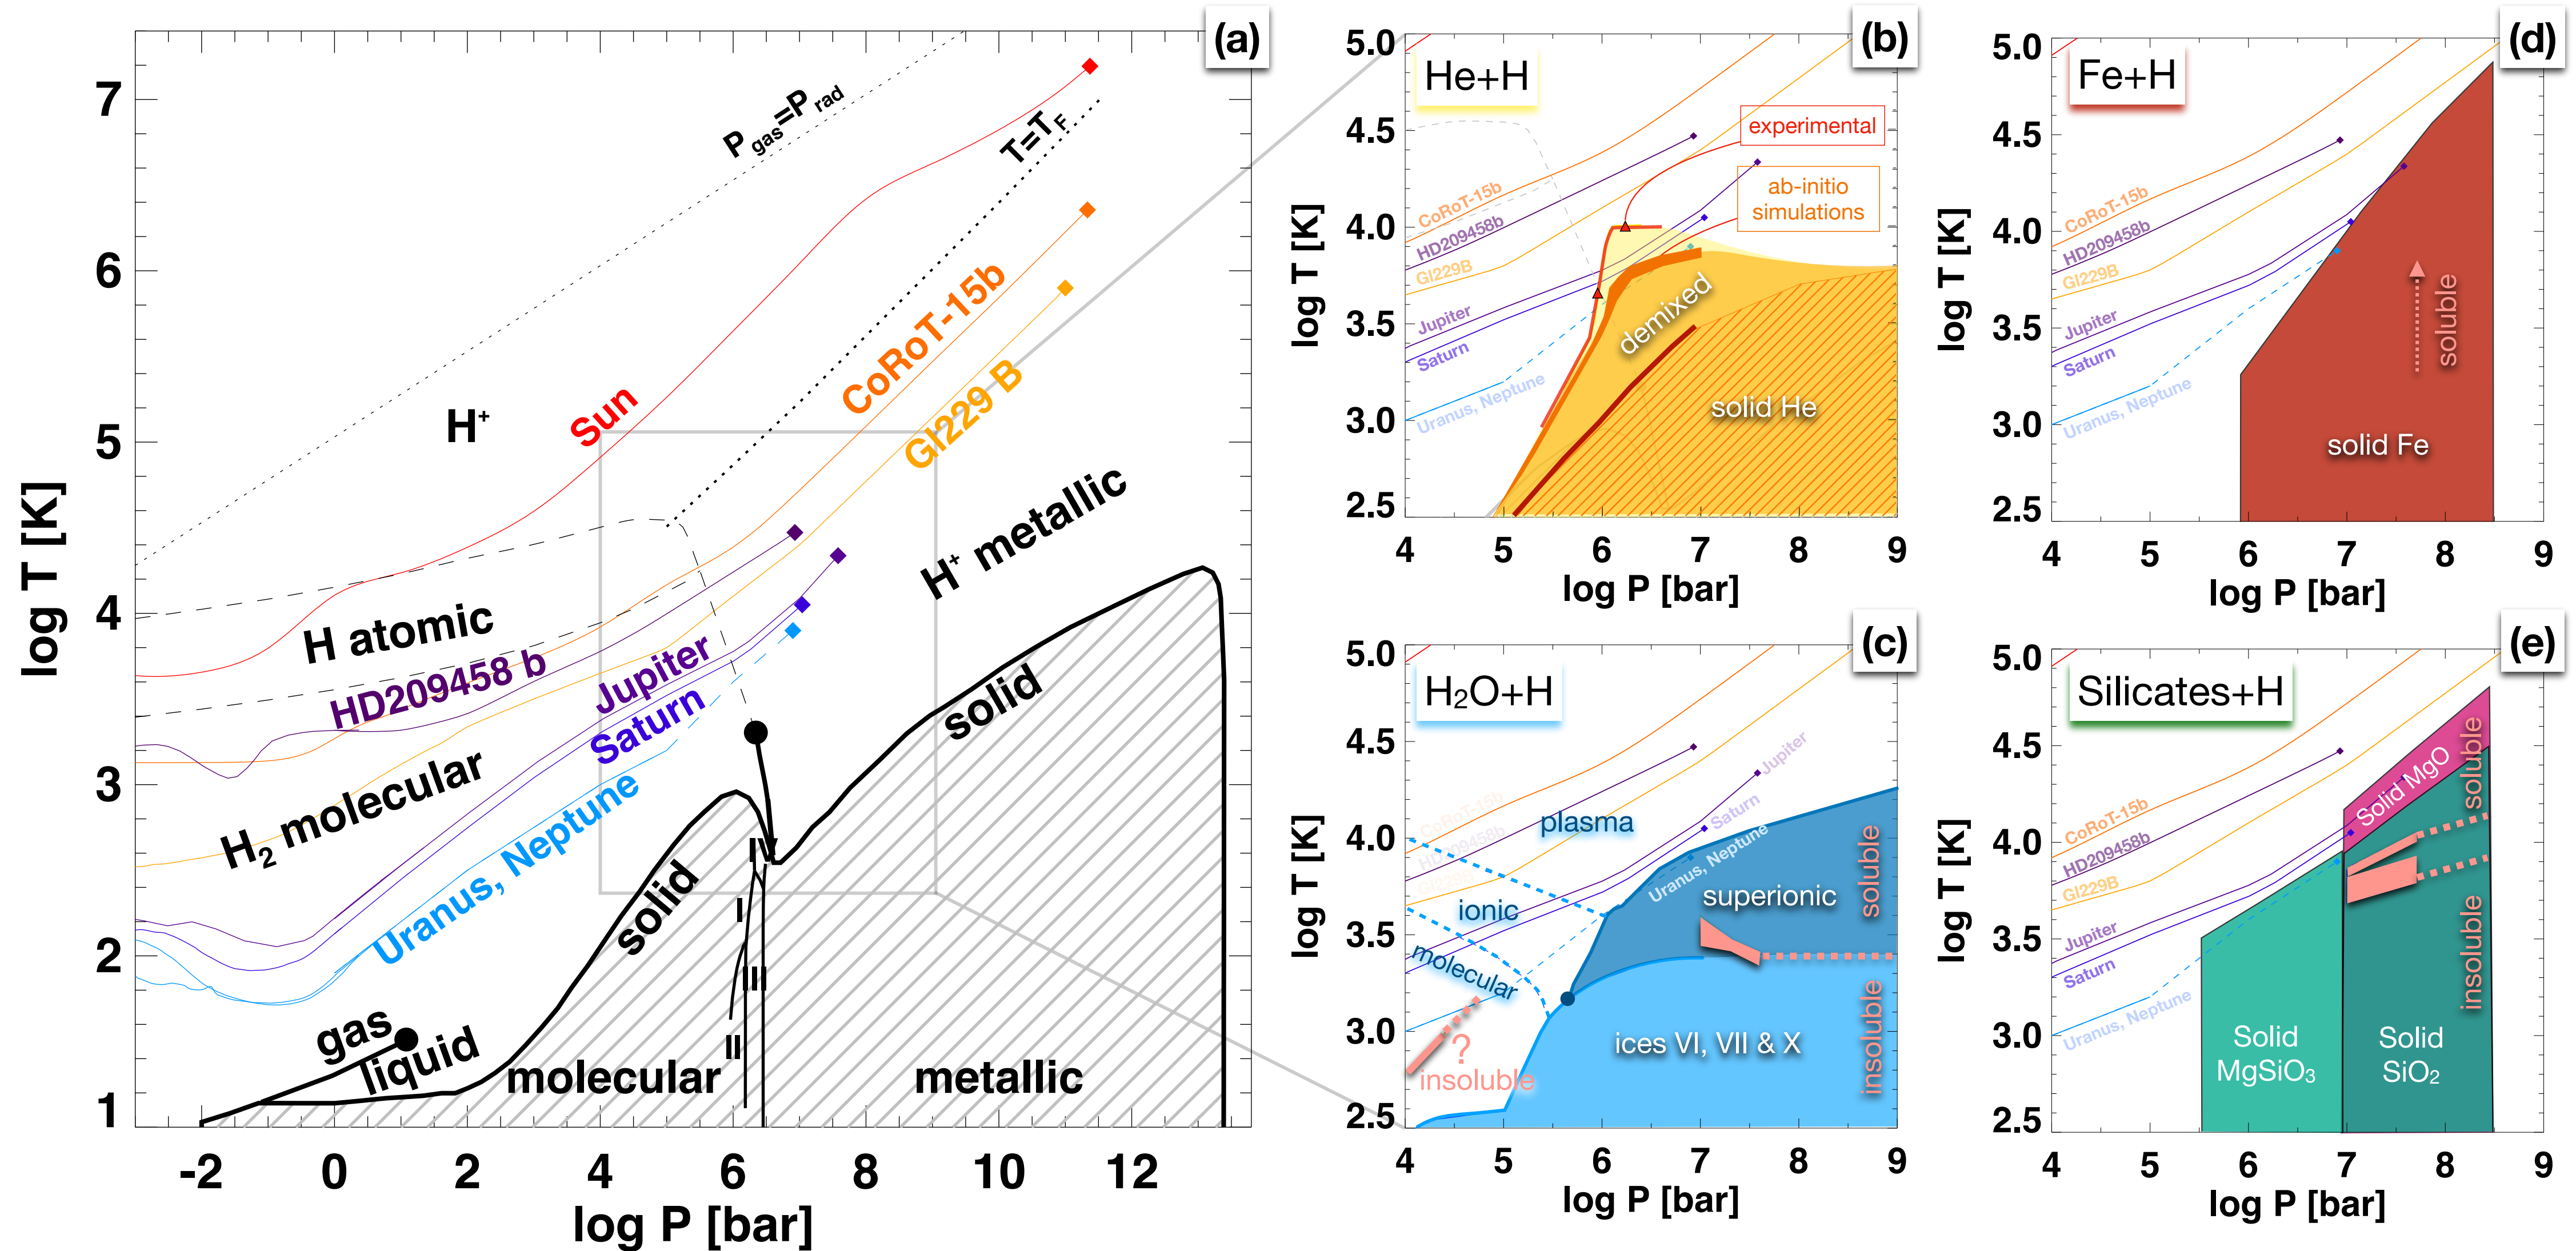 (a)
7
6
5
4
3
2
1
log T [K]
-2 0 2 4 6 8 10 12
log P [bar]
P gas=P rad
T=T F
H+
Sun
CoRoT-15b
Gl229 B
H+ metallic
H atomic
HD209458 b
Jupiter
Saturn
Uranus, Neptune
H2 molecular
solid
solid
IV
I
III
II
gas
liquid
molecular
metallic
(b)
He+H
5.0
4.5
4.0
3.5
3.0
2.5
log T [K]
4 5 6 7 8 9
log P [bar]
experimental
ab-initio
simulations
CoRoT-15b
HD209458b
Gl229B
Jupiter
Saturn
Uranus, Neptune
demixed
solid He
(c)
H2O+H
5.0
4.5
4.0
3.5
3.0
2.5
log T [K]
4 5 6 7 8 9
log P [bar]
CoRoT-15b
HD209458b
Gl229B
Jupiter
Saturn
Uranus, Neptune
plasma
ionic
molecular
superionic
soluble
insoluble
?
insoluble
ices VI, VII & X
(d)
Fe+H
5.0
4.5
4.0
3.5
3.0
2.5
log T [K]
4 5 6 7 8 9
log P [bar]
CoRoT-15b
HD209458b
Gl229B
Jupiter
Saturn
Uranus, Neptune
soluble
solid Fe
(e)
Silicates+H
5.0
4.5
4.0
3.5
3.0
2.5
log T [K]
4 5 6 7 8 9
log P [bar]
CoRoT-15b
HD209458b
Gl229B
Jupiter
Saturn
Uranus, Neptune
Solid MgO
soluble
insoluble
Solid
MgSiO3
Solid
SiO2